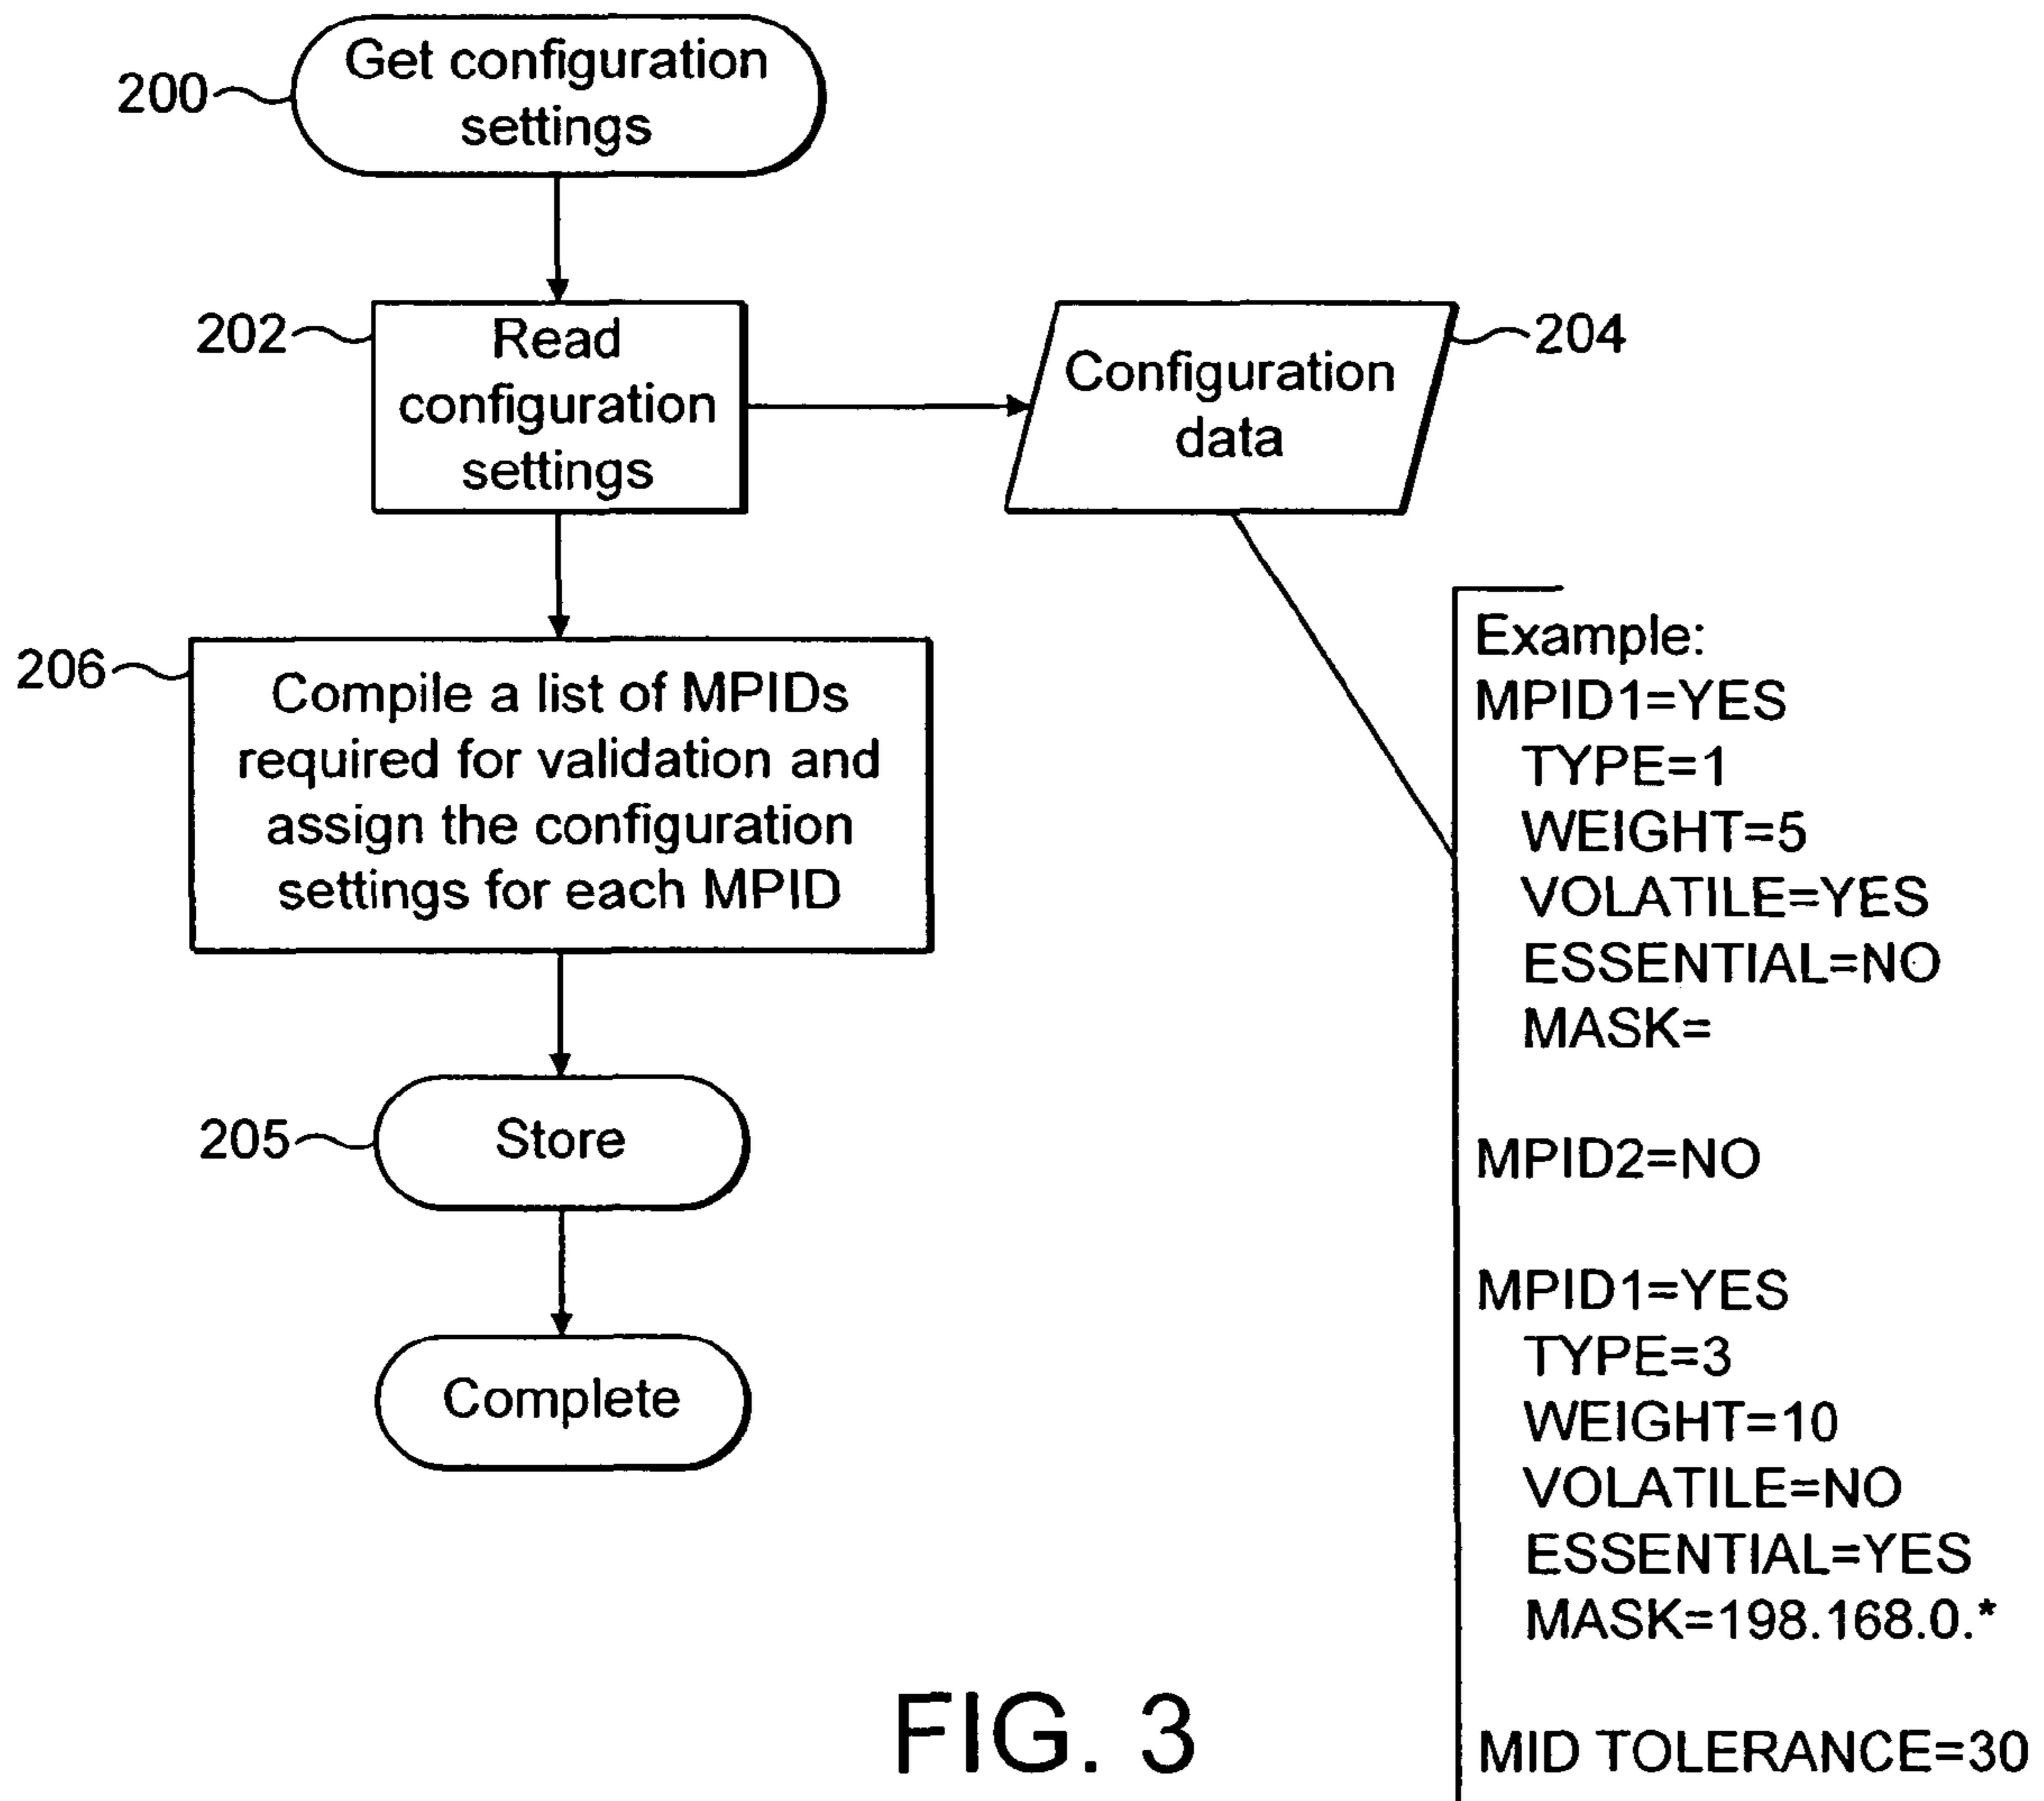 200
Get configuration
settings
202
Read
configuration
settings
Configuration
data
204
206
Compile a list of MPIDs
required for validation and
assign the configuration
settings for each MPID
205
Store
Complete
Example:
MPID1=YES
TYPE=1
WEIGHT=5
VOLATILE=YES
ESSENTIAL=NO
MASK=
MPID2=NO
MPID1=YES
TYPE=3
WEIGHT=10
VOLATILE=NO
ESSENTIAL=YES
MASK=198.168.0.*
MID TOLERANCE=30
FIG. 3